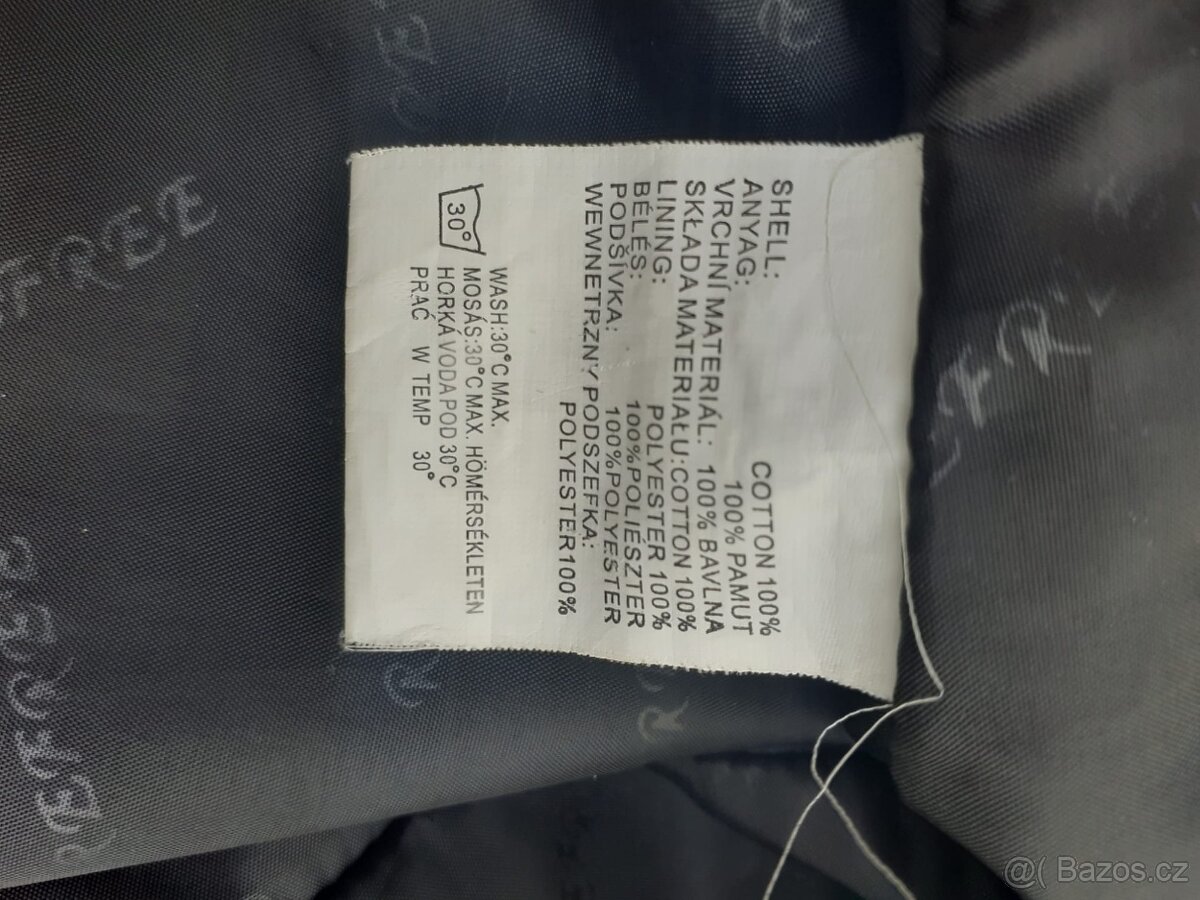 SHELL: COTTON 100%
ANYAG: 100% PAMUT
VRCHNÍ MATERIÁL: 100% BAVLNA
SKŁADA MATERIAŁU:COTTON 100%
LINING: POLYESTER 100%
BÉLÉS: 100%POLIÉSZTER
PODŠÍVKA: 100%POLYESTER
WEWNETRZNY PODSZEFKA:
POLYESTER100%
WASH:30°C MAX.
30° MOSÁS:30°C MAX. HÖMÉRSÉKLETEN
HORKÁ VODA POD 30°C
PRAĆ W TEMP 30°
@( Bazos.cz